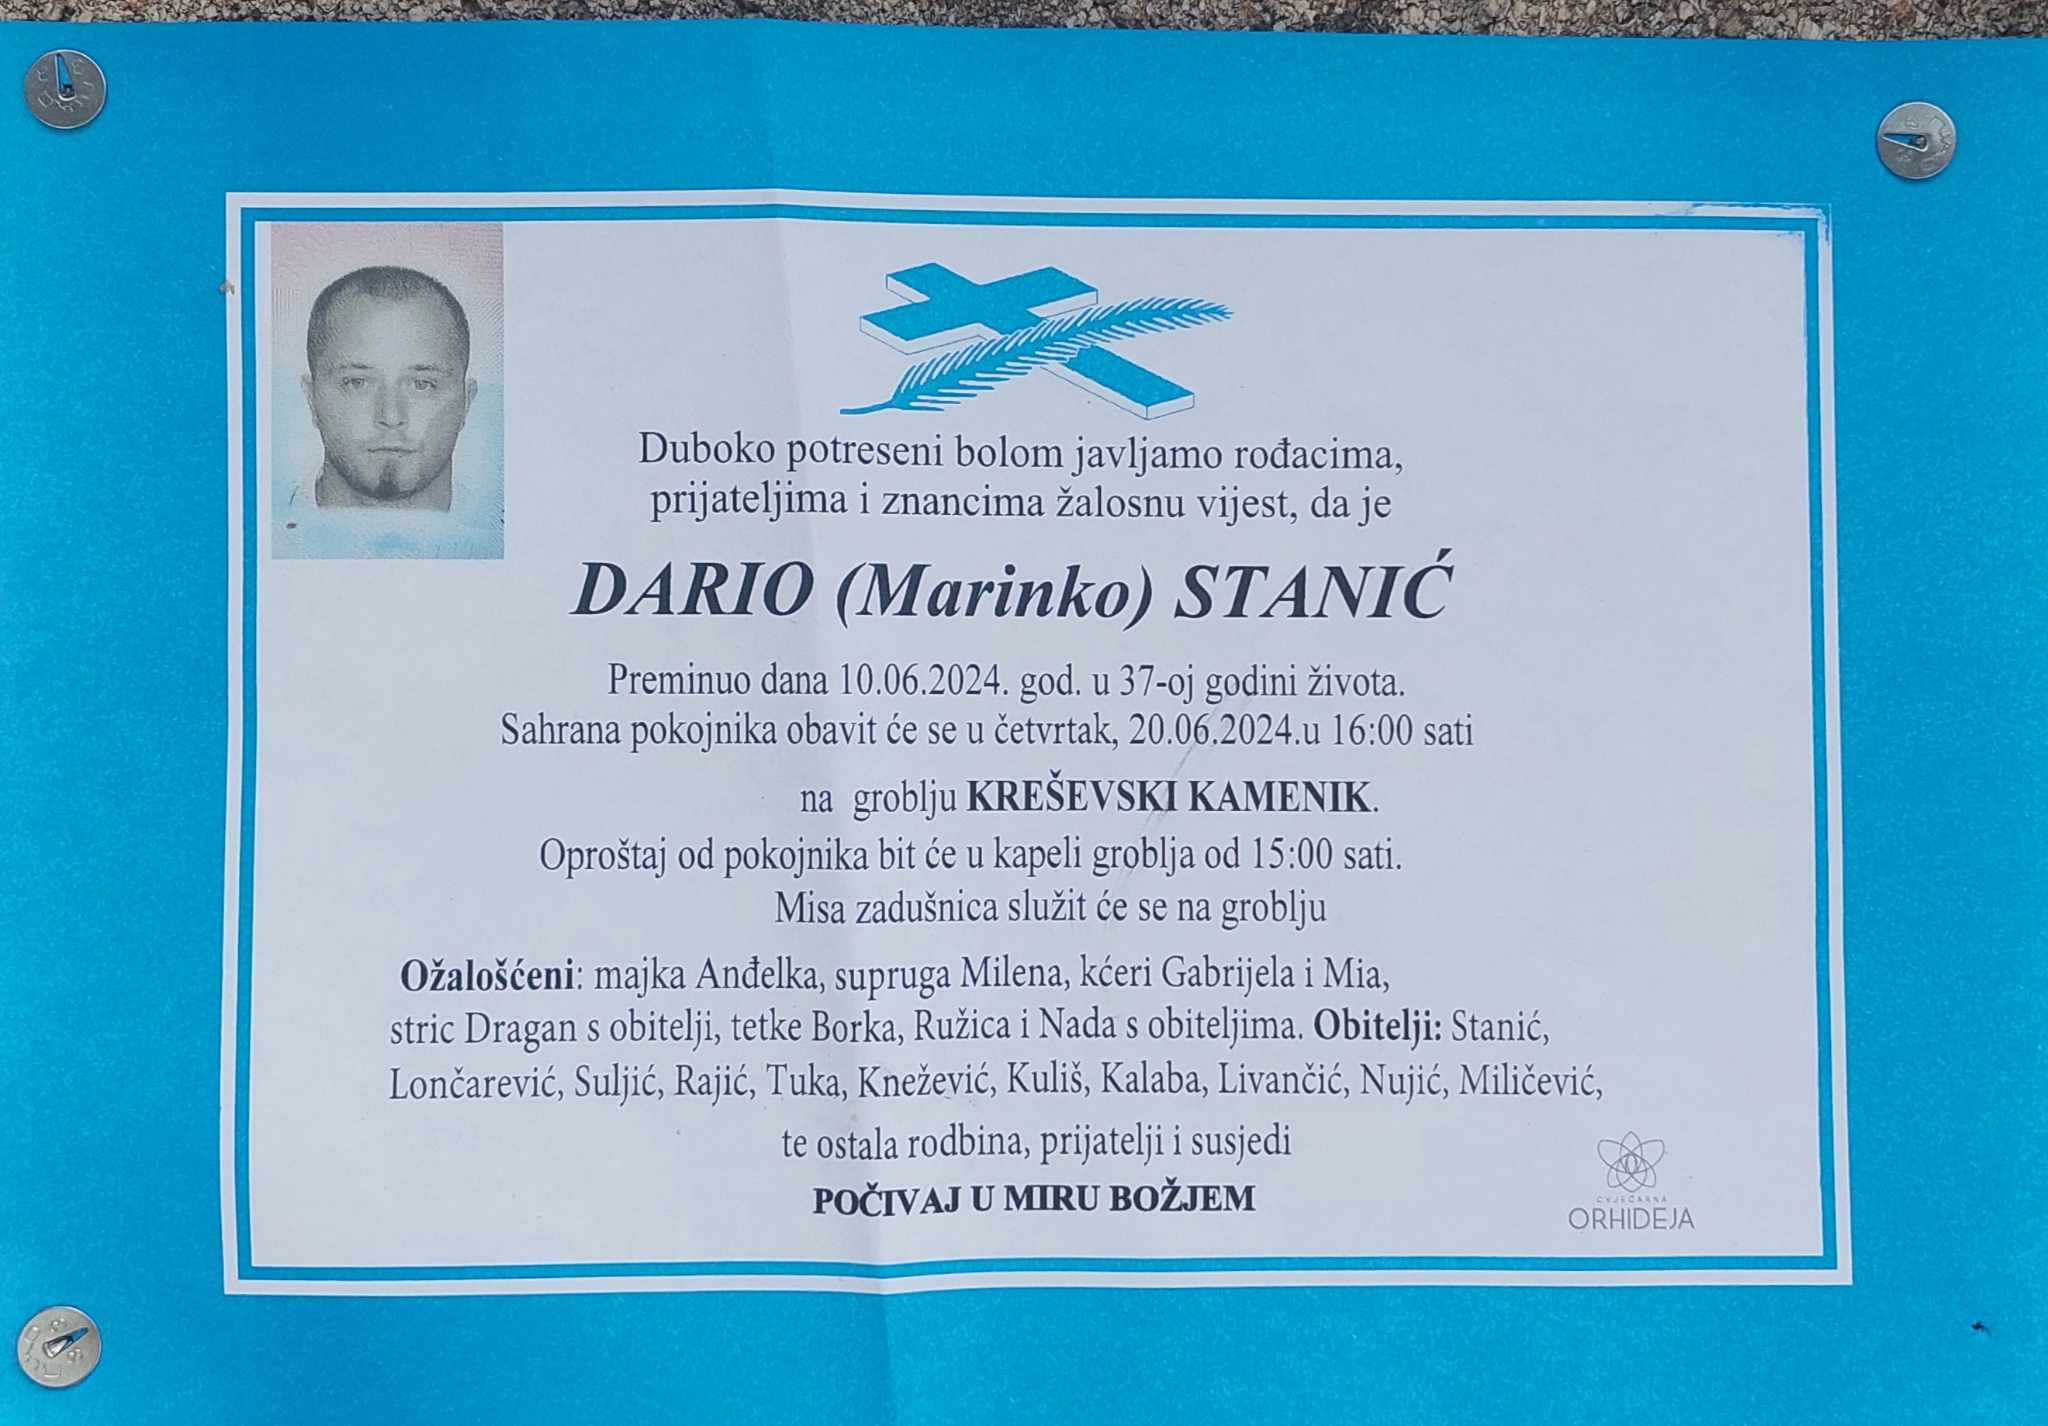 Duboko potreseni bolom javljamo rođacima,
prijateljima i znancima žalosnu vijest, da je
DARIO (Marinko) STANIĆ
Preminuo dana 10.06.2024. god. u 37-oj godini života.
Sahrana pokojnika obavit će se u četvrtak, 20.06.2024.u 16:00 sati
na groblju KREŠEVSKI KAMENIK.
Oproštaj od pokojnika bit će u kapeli groblja od 15:00 sati.
Misa zadušnica služit će se na groblju
Ožalošćeni: majka Anđelka, supruga Milena, kćeri Gabrijela i Mia,
stric Dragan s obitelji, tetke Borka, Ružica i Nada s obiteljima. Obitelji: Stanić,
Lončarević, Suljić, Rajić, Tuka, Knežević, Kuliš, Kalaba, Livančić, Nujić, Miličević,
te ostala rodbina, prijatelji i susjedi
POČIVAJ U MIRU BOŽJEM
CVJEĆARNA
ORHIDEJA